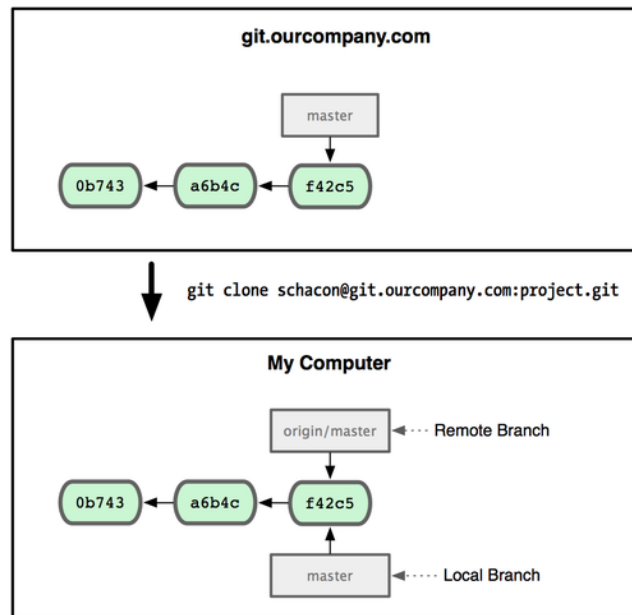 git.ourcompany.com
master
0b743 a6b4c f42c5
git clone schacon@git.ourcompany.com:project.git
My Computer
origin/master Remote Branch
0b743 a6b4c f42c5
master Local Branch